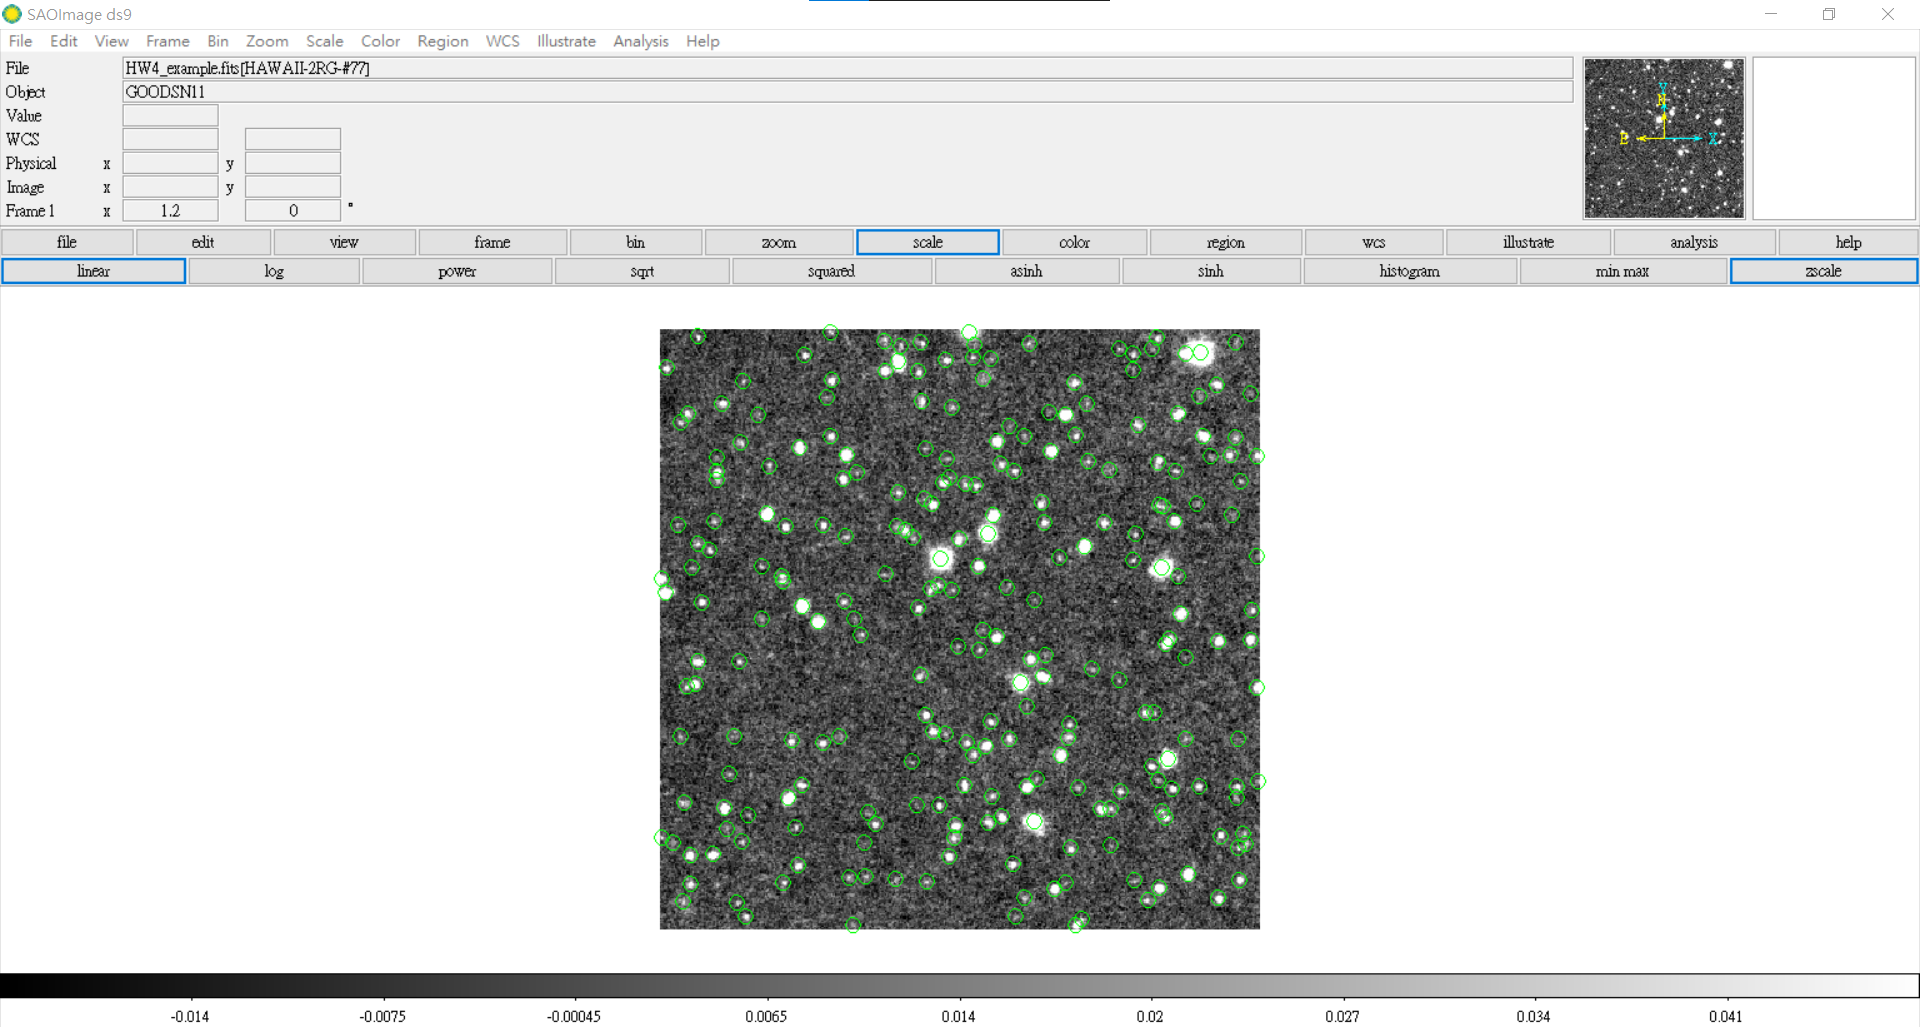 SAOImage ds9
File Edit View Frame Bin Zoom Scale Color Region WCS Illustrate Analysis Help
File HW4_example.fits[HAWAII-2RG-#77]
Object GOODSN11
Value
WCS
Physical x y
Image x y
Frame 1 x 1.2 0 °
Y
N
E X
file edit view frame bin zoom scale color region wcs illustrate analysis help
linear log power sqrt squared asinh sinh histogram min max zscale
-0.014 -0.0075 -0.00045 0.0065 0.014 0.02 0.027 0.034 0.041